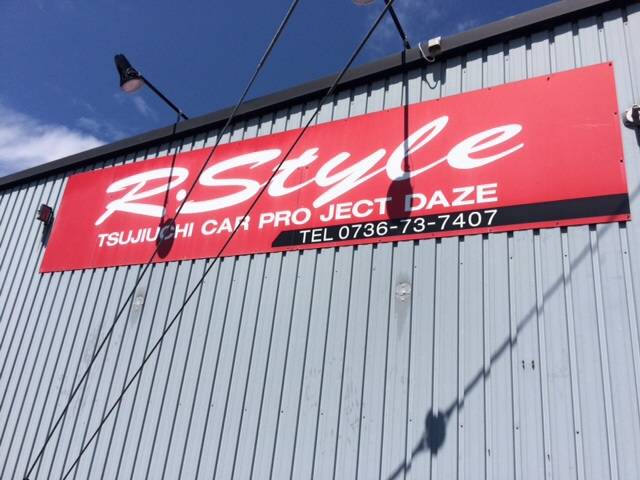 R.Style
TSUJIUCHI CAR PRO JECT DAZE
TEL 0736-73-7407